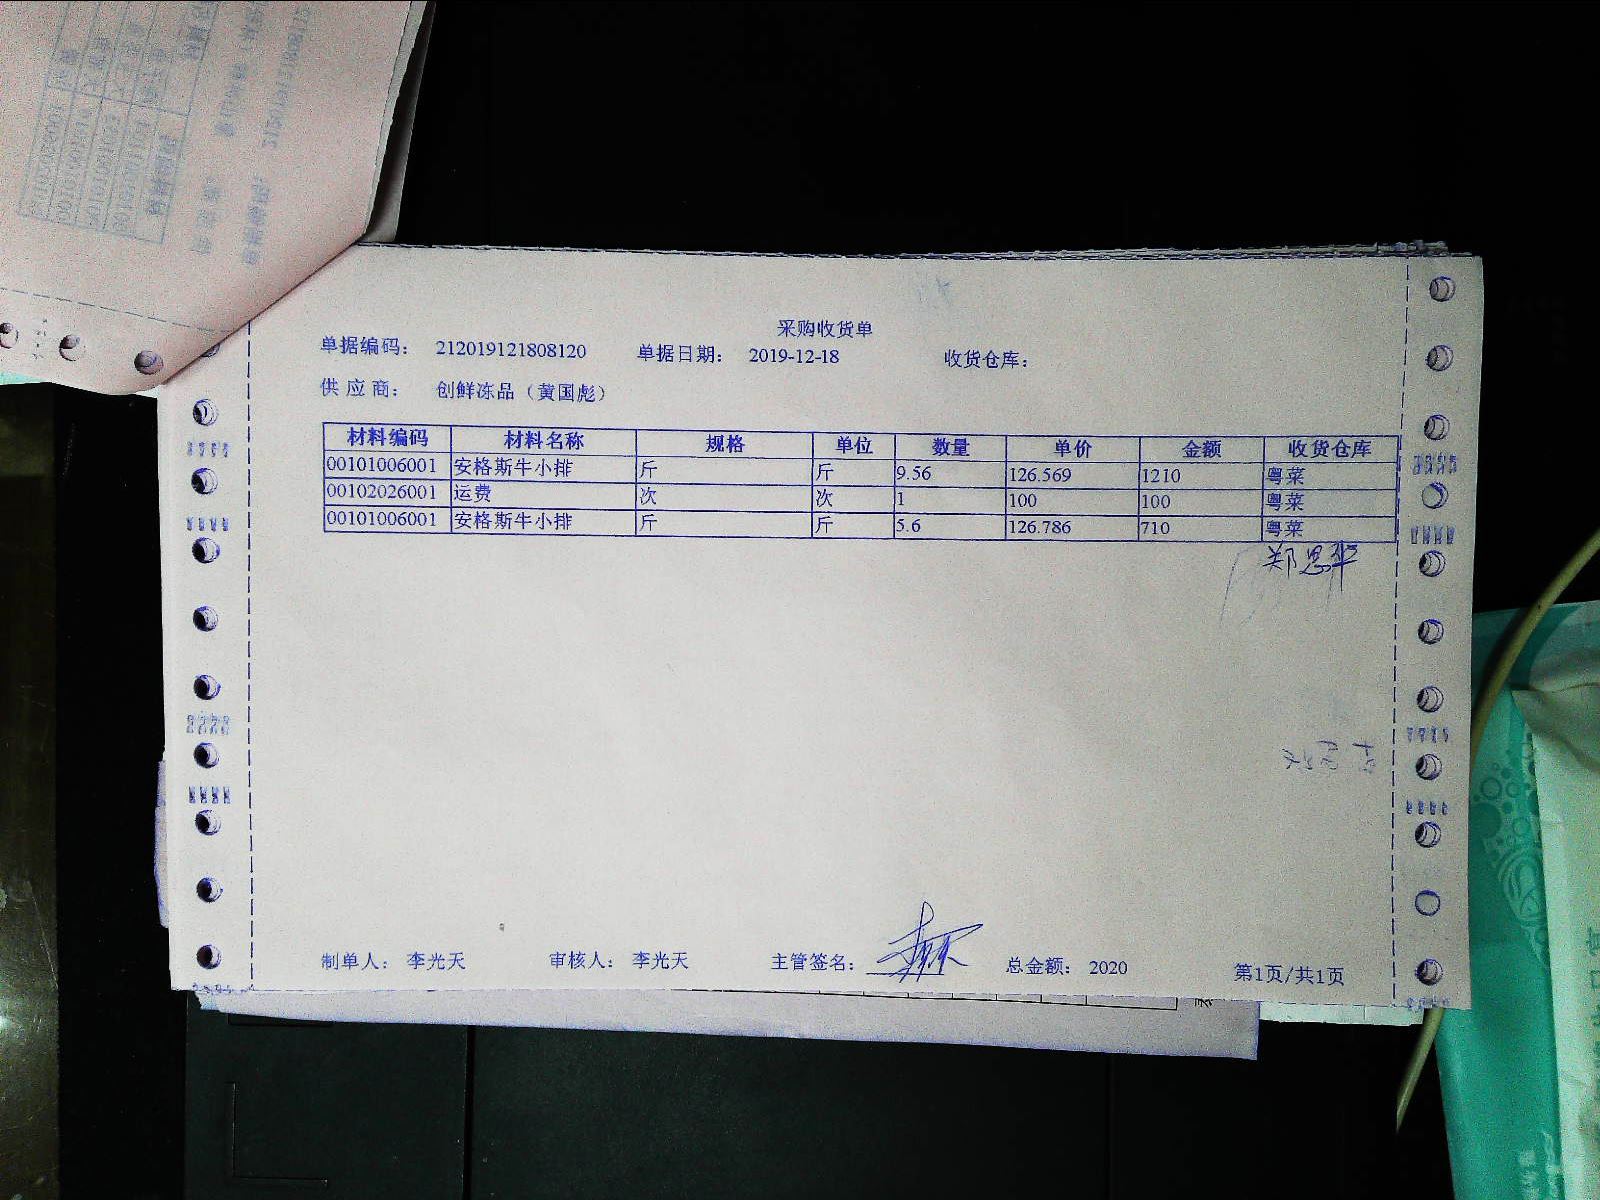 采购收货单
单据编码: 212019121808120 单据日期: 2019-12-18 收货仓库:
供应商: 创鲜冻品（黄国彪）
材料编码 材料名称 规格 单位 数量 单价 金额 收货仓库
00101006001 安格斯牛小排 斤 斤 9.56 126.569 1210 粤菜
00102026001 运费 次 次 1 100 100 粤菜
00101006001 安格斯牛小排 斤 斤 5.6 126.786 710 粤菜
制单人: 李光天 审核人: 李光天 主管签名: 总金额: 2020 第1页/共1页